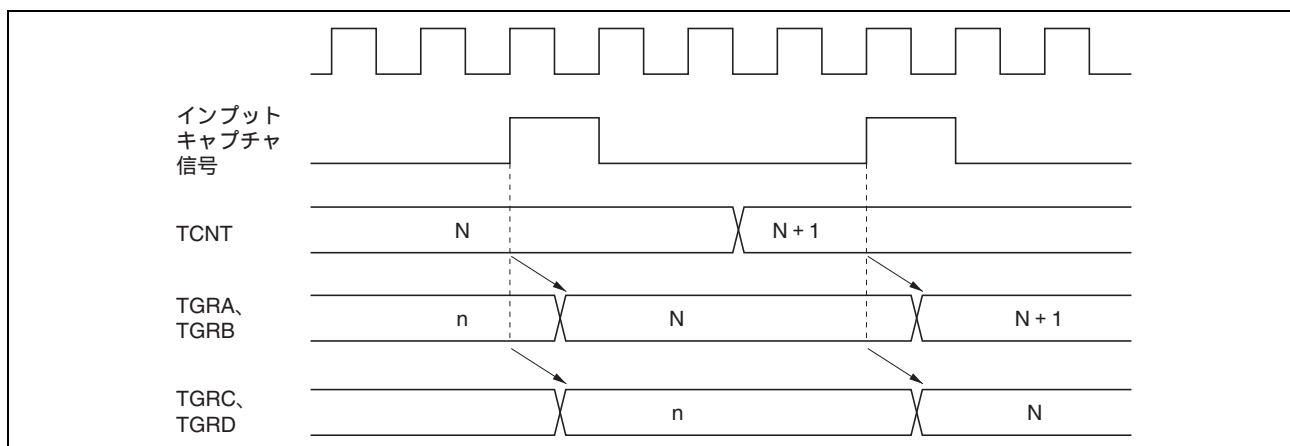 インプット
キャプチャ
信号
TCNT
N
N + 1
TGRA、
TGRB
n
N
N + 1
TGRC、
TGRD
n
N